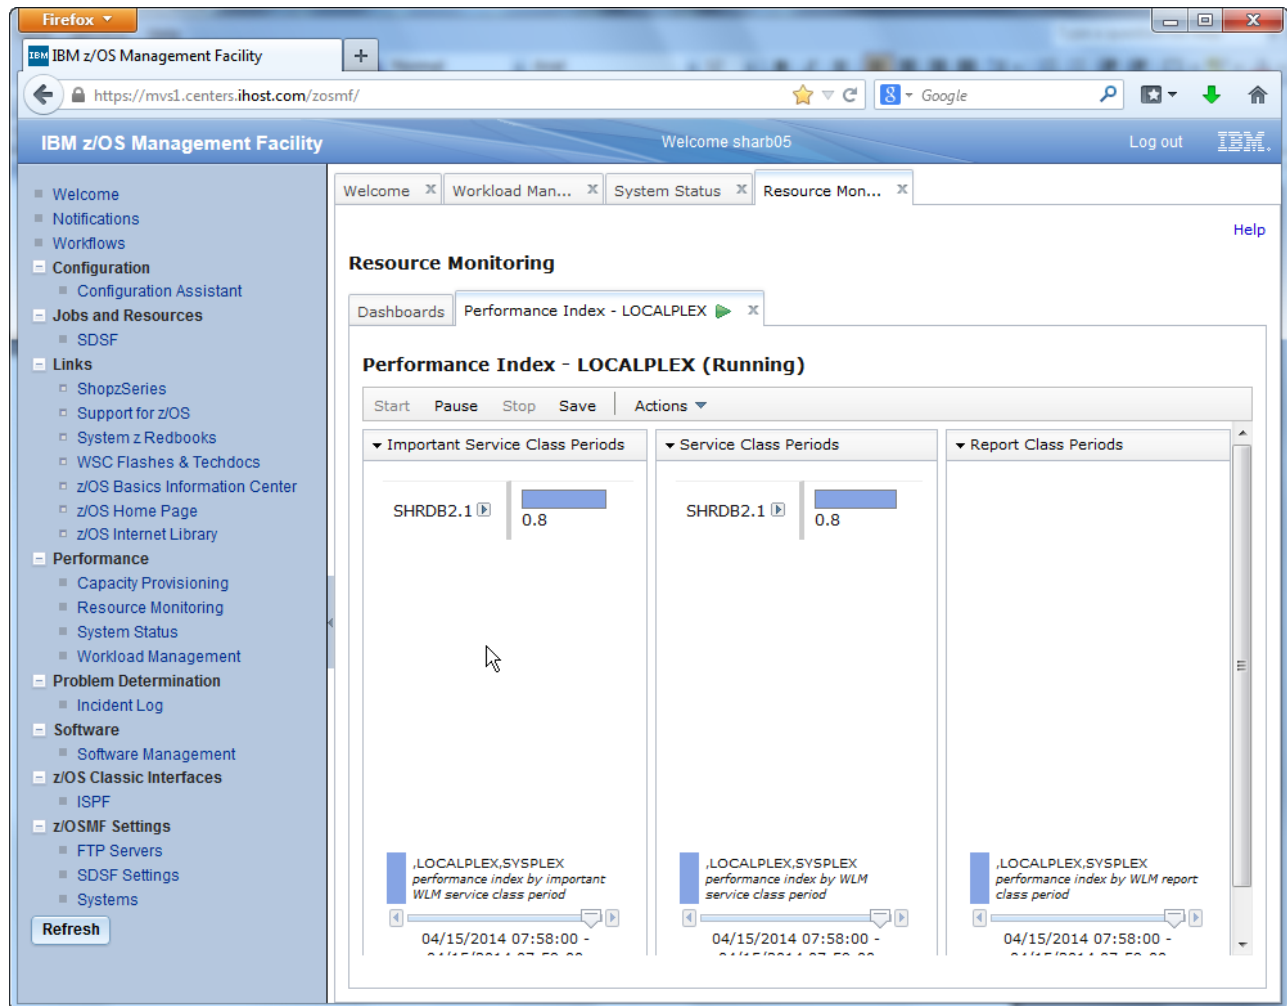 Firefox
IBM IBM z/OS Management Facility
+
https://mvs1.centers.ihost.com/zosmf/
8 Google
IBM z/OS Management Facility
Welcome sharb05
Log out
IBM.
Welcome
Notifications
Workflows
Configuration
Configuration Assistant
Jobs and Resources
SDSF
Links
ShopzSeries
Support for z/OS
System z Redbooks
WSC Flashes & Techdocs
z/OS Basics Information Center
z/OS Home Page
z/OS Internet Library
Performance
Capacity Provisioning
Resource Monitoring
System Status
Workload Management
Problem Determination
Incident Log
Software
Software Management
z/OS Classic Interfaces
ISPF
z/OSMF Settings
FTP Servers
SDSF Settings
Systems
Refresh
Welcome x Workload Man... x System Status x Resource Mon... x
Help
Resource Monitoring
Dashboards Performance Index - LOCALPLEX x
Performance Index - LOCALPLEX (Running)
Start Pause Stop Save Actions
Important Service Class Periods
SHRDB2.1
0.8
,LOCALPLEX,SYSPLEX
performance index by important
WLM service class period
04/15/2014 07:58:00 -
Service Class Periods
SHRDB2.1
0.8
,LOCALPLEX,SYSPLEX
performance index by WLM
service class period
04/15/2014 07:58:00 -
Report Class Periods
,LOCALPLEX,SYSPLEX
performance index by WLM report
class period
04/15/2014 07:58:00 -